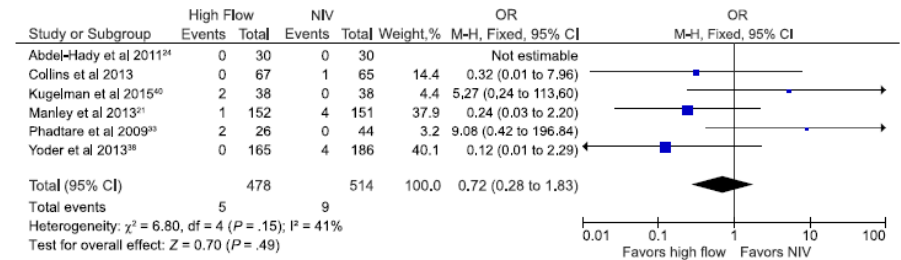 High Flow NIV OR OR
Study or Subgroup Events Total Events Total Weight,% M-H, Fixed, 95% CI M-H, Fixed, 95% CI
Abdel-Hady et al 2011²⁴ 0 30 0 30 Not estimable
Collins et al 2013 0 67 1 65 14.4 0.32 (0.01 to 7.96)
Kugelman et al 2015⁴⁰ 2 38 0 38 4.4 5,27 (0,24 to 113,60)
Manley et al 2013²¹ 1 152 4 151 37.9 0.24 (0.03 to 2.20)
Phadtare et al 2009³³ 2 26 0 44 3.2 9.08 (0.42 to 196.84)
Yoder et al 2013³⁸ 0 165 4 186 40.1 0.12 (0.01 to 2.29)
Total (95% CI) 478 514 100.0 0.72 (0.28 to 1.83)
Total events 5 9
Heterogeneity: χ² = 6.80, df = 4 (P = .15); I² = 41%
Test for overall effect: Z = 0.70 (P = .49)
0.01 0.1 1 10 100
Favors high flow Favors NIV